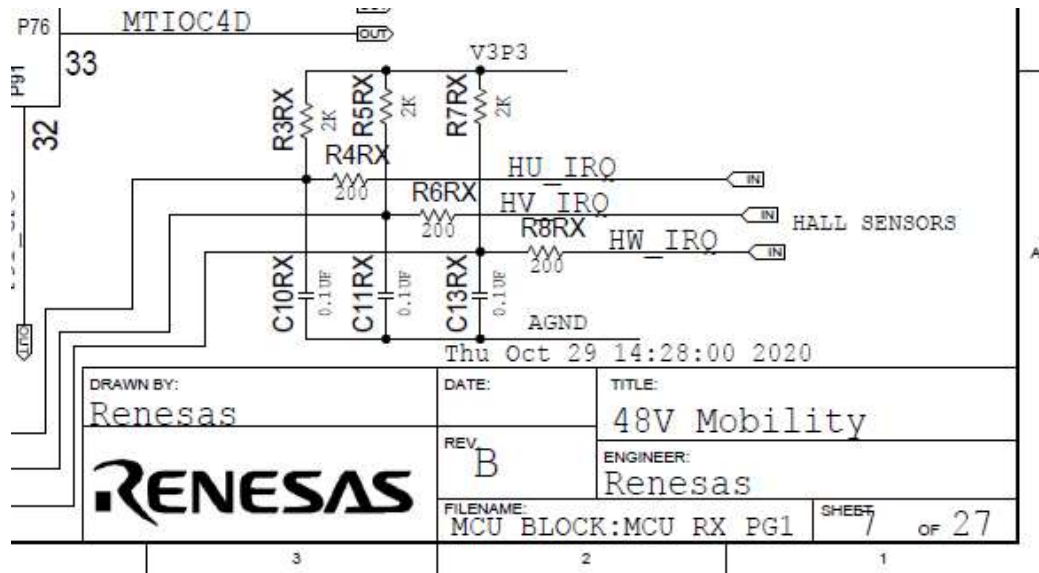 P76
MTIOC4D
OUT
33
P91
32
V3P3
R3RX
2K
R5RX
2K
R7RX
2K
R4RX
200
HU_IRQ
IN
R6RX
200
HV_IRQ
IN
HALL SENSORS
R8RX
200
HW_IRQ
IN
A
C10RX
0.1UF
C11RX
0.1UF
C13RX
0.1UF
OUT
AGND
Thu Oct 29 14:28:00 2020
DRAWN BY:
Renesas
DATE:
TITLE:
48V Mobility
RENESAS
REV
B
ENGINEER:
Renesas
FILENAME:
MCU BLOCK:MCU RX PG1
SHEET
7 OF 27
3
2
1